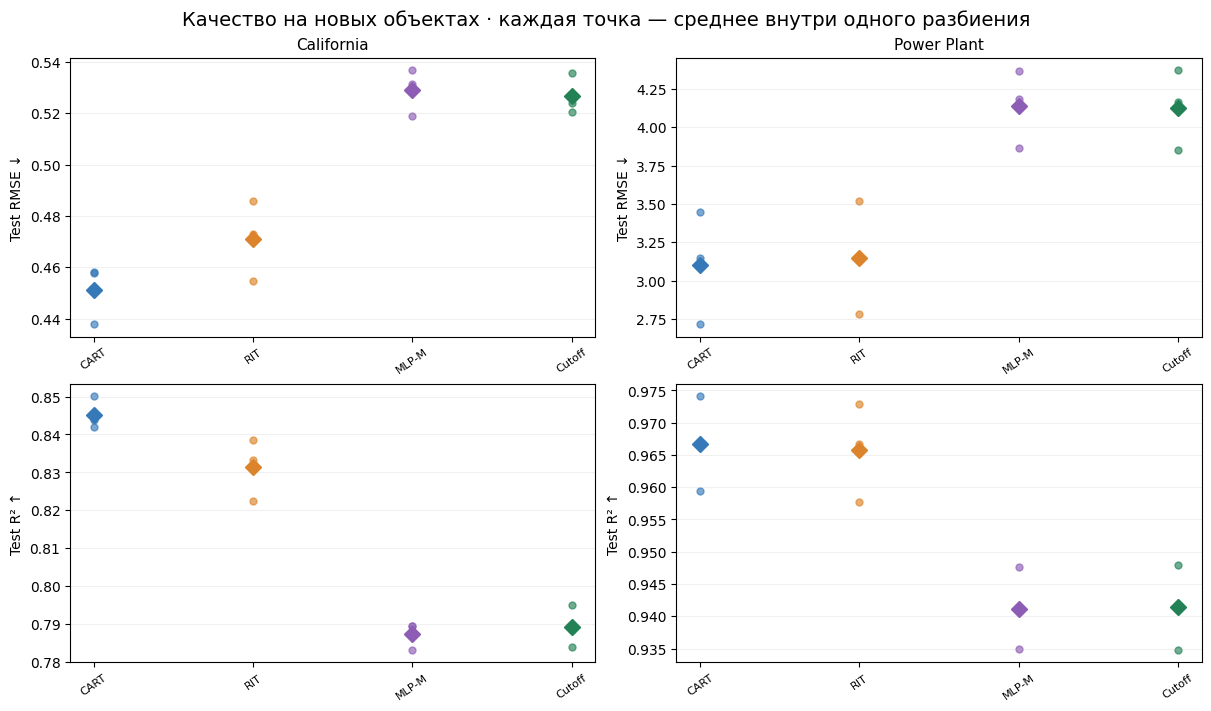 Качество на новых объектах · каждая точка — среднее внутри одного разбиения
California
Test RMSE ↓
0.54
0.52
0.50
0.48
0.46
0.44
CART
RIT
MLP-M
Cutoff
Power Plant
Test RMSE ↓
4.25
4.00
3.75
3.50
3.25
3.00
2.75
CART
RIT
MLP-M
Cutoff
Test R² ↑
0.85
0.84
0.83
0.82
0.81
0.80
0.79
0.78
CART
RIT
MLP-M
Cutoff
Test R² ↑
0.975
0.970
0.965
0.960
0.955
0.950
0.945
0.940
0.935
CART
RIT
MLP-M
Cutoff